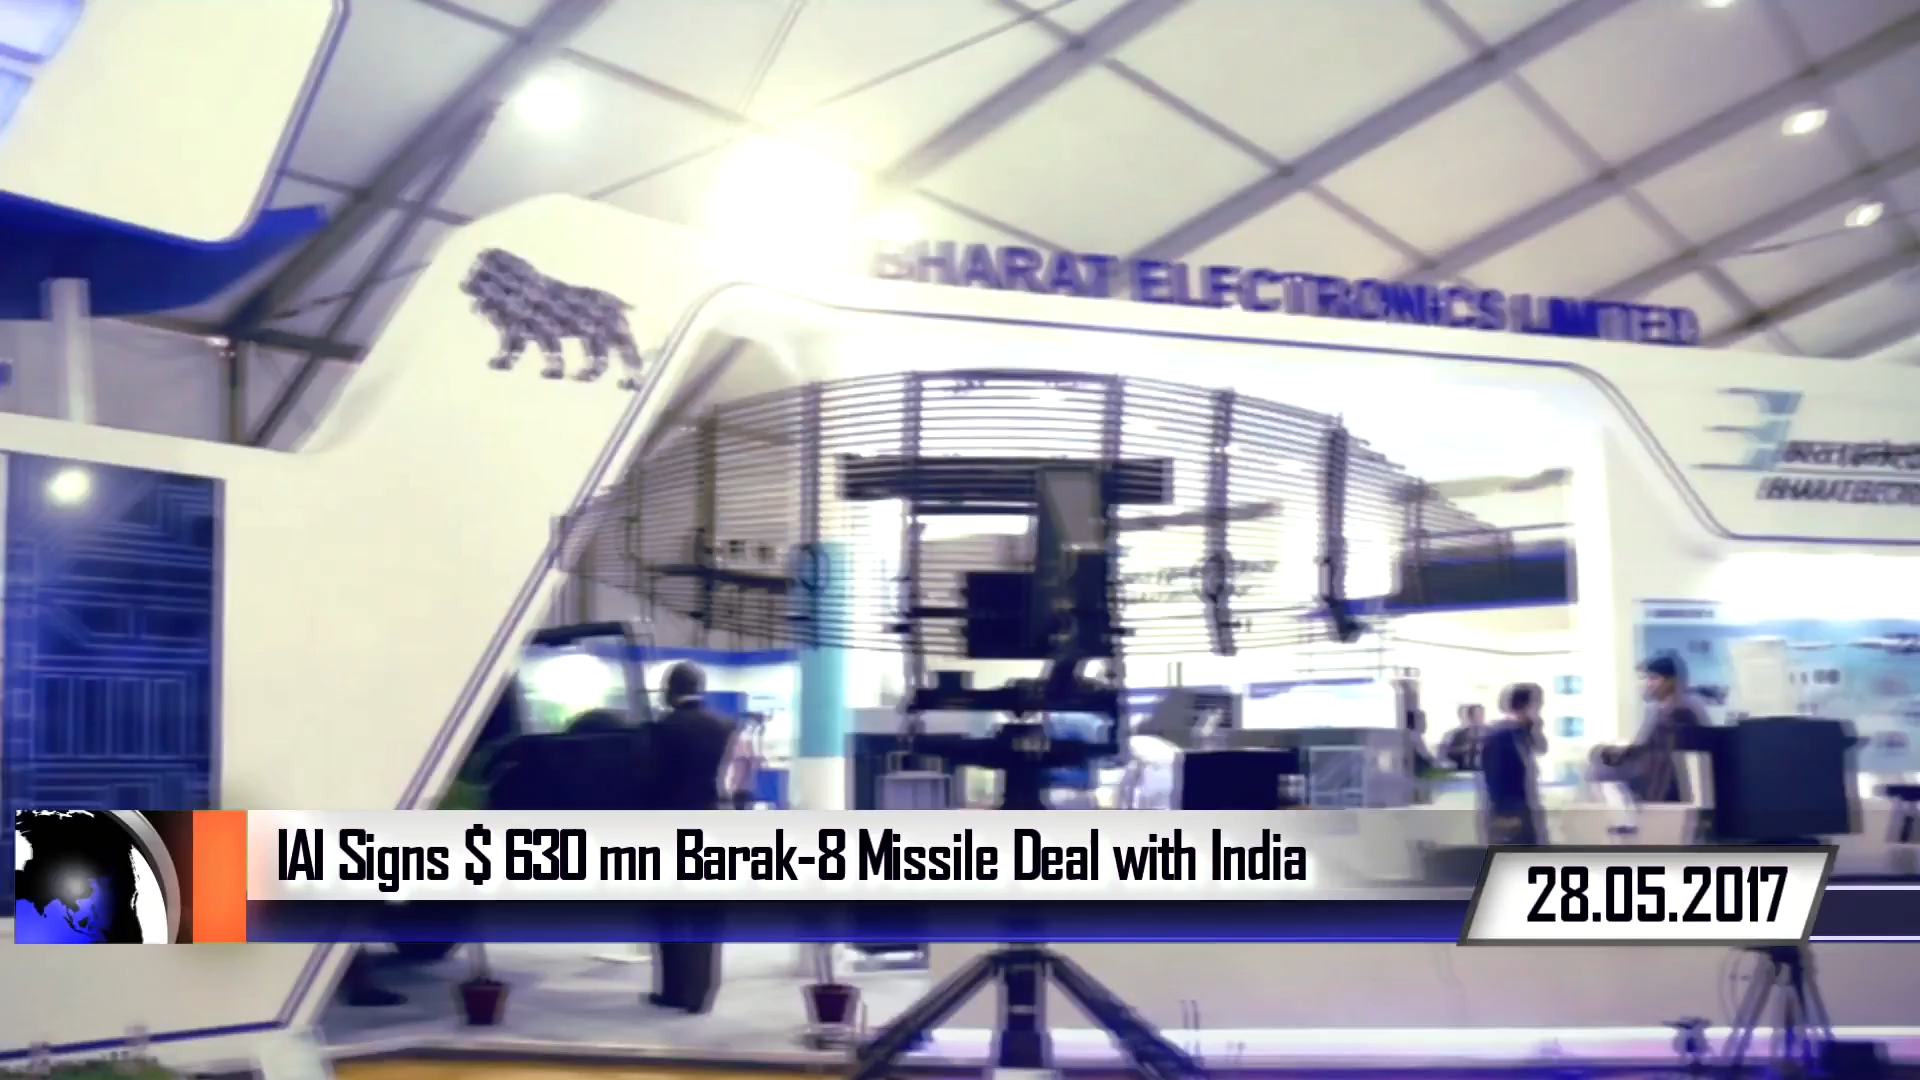 BHARAT ELECTRONICS LIMITED
IAI Signs $ 630 mn Barak-8 Missile Deal with India
28.05.2017